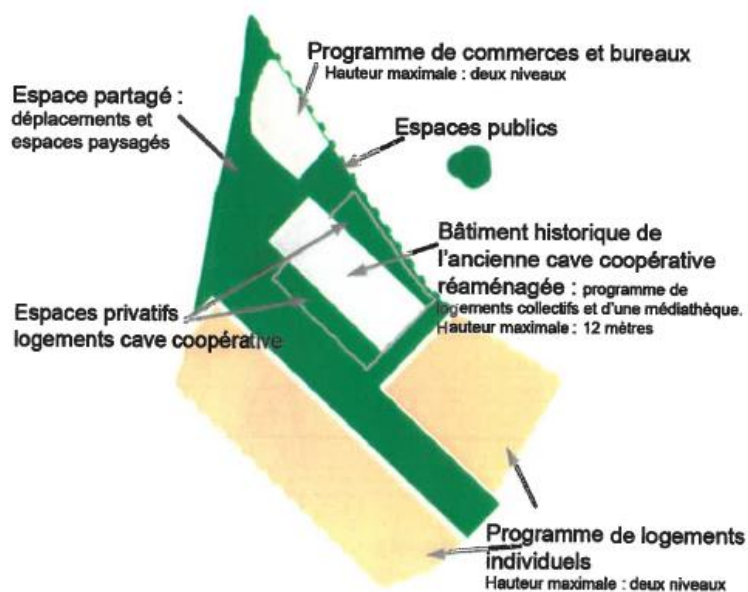 Programme de commerces et bureaux
Hauteur maximale : deux niveaux
Espace partagé :
déplacements et
espaces paysagés
Espaces publics
Bâtiment historique de
l'ancienne cave coopérative
réaménagée : programme de
logements collectifs et d'une médiathèque.
Hauteur maximale : 12 mètres
Espaces privatifs
logements cave coopérative
Programme de logements
individuels
Hauteur maximale : deux niveaux